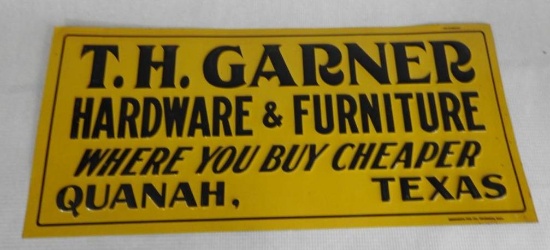 T.H. GARNER
HARDWARE & FURNITURE
WHERE YOU BUY CHEAPER
QUANAH, TEXAS